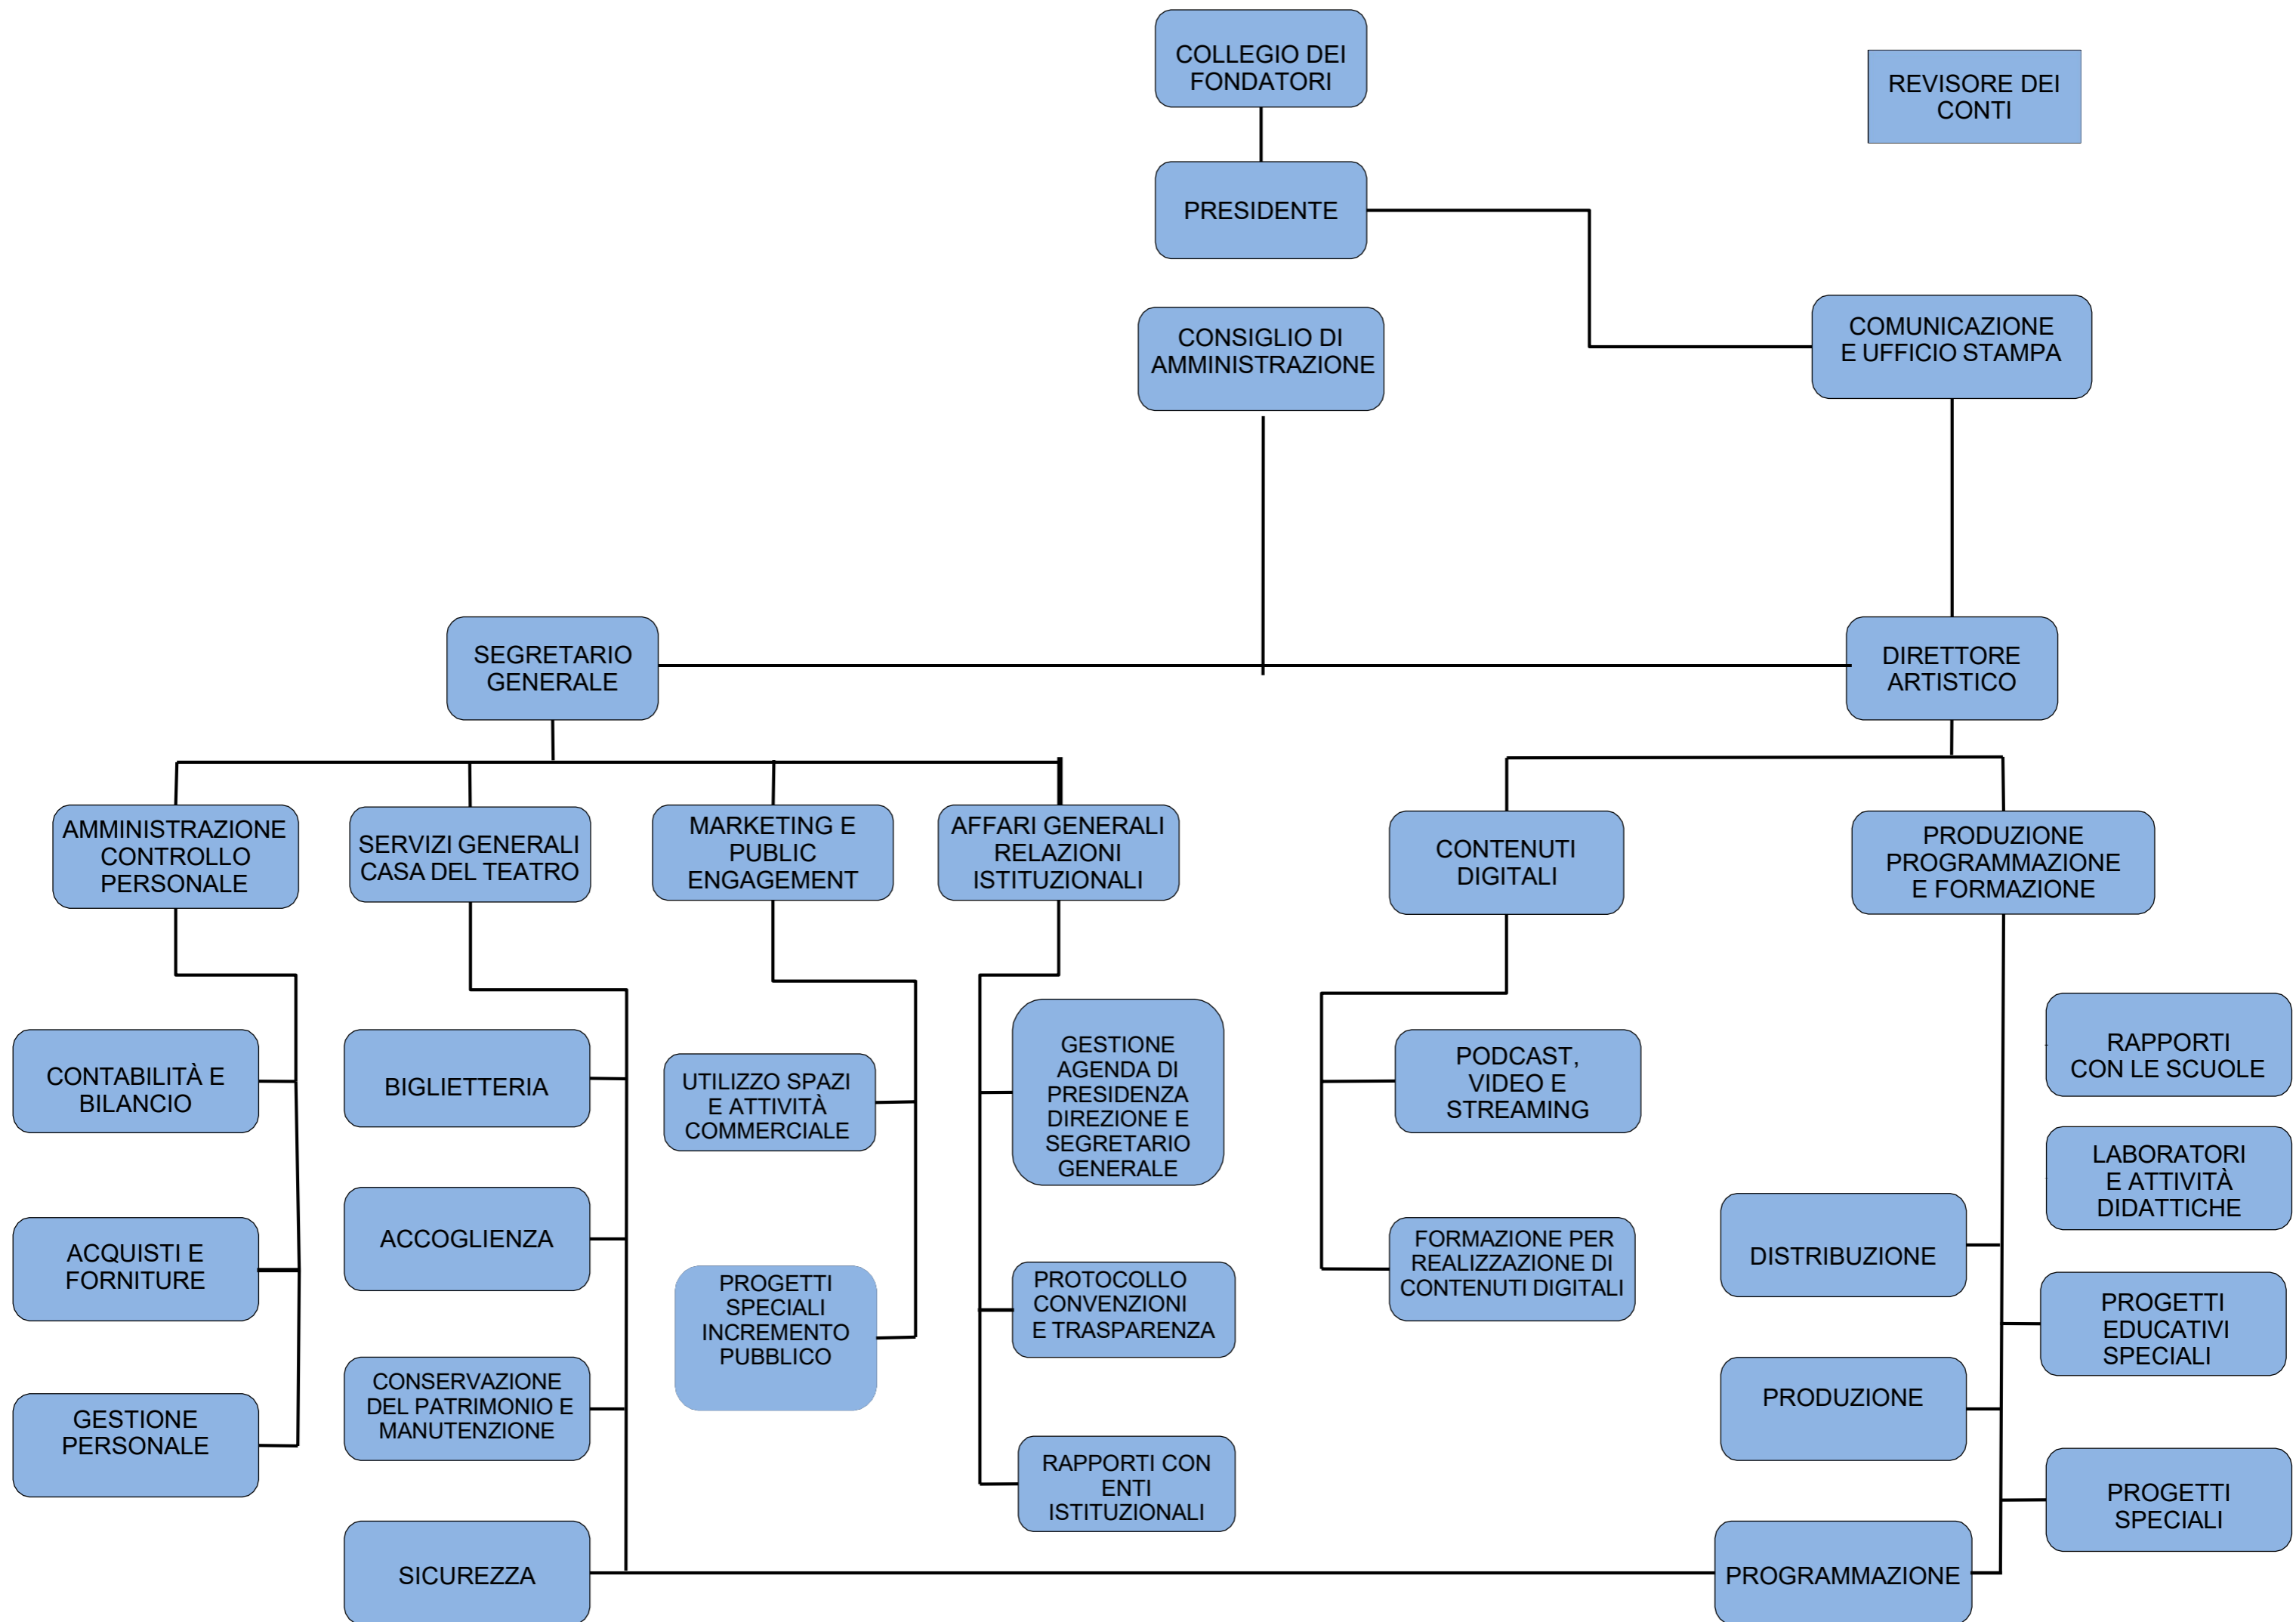 COLLEGIO DEI
FONDATORI
REVISORE DEI
CONTI
PRESIDENTE
CONSIGLIO DI
AMMINISTRAZIONE
COMUNICAZIONE
E UFFICIO STAMPA
SEGRETARIO
GENERALE
DIRETTORE
ARTISTICO
AMMINISTRAZIONE
CONTROLLO
PERSONALE
SERVIZI GENERALI
CASA DEL TEATRO
MARKETING E
PUBLIC
ENGAGEMENT
AFFARI GENERALI
RELAZIONI
ISTITUZIONALI
CONTENUTI
DIGITALI
PRODUZIONE
PROGRAMMAZIONE
E FORMAZIONE
CONTABILITÀ E
BILANCIO
ACQUISTI E
FORNITURE
GESTIONE
PERSONALE
BIGLIETTERIA
ACCOGLIENZA
CONSERVAZIONE
DEL PATRIMONIO E
MANUTENZIONE
SICUREZZA
UTILIZZO SPAZI
E ATTIVITÀ
COMMERCIALE
PROGETTI
SPECIALI
INCREMENTO
PUBBLICO
GESTIONE
AGENDA DI
PRESIDENZA
DIREZIONE E
SEGRETARIO
GENERALE
PROTOCOLLO
CONVENZIONI
E TRASPARENZA
RAPPORTI CON
ENTI
ISTITUZIONALI
PODCAST,
VIDEO E
STREAMING
FORMAZIONE PER
REALIZZAZIONE DI
CONTENUTI DIGITALI
DISTRIBUZIONE
PRODUZIONE
PROGRAMMAZIONE
RAPPORTI
CON LE SCUOLE
LABORATORI
E ATTIVITÀ
DIDATTICHE
PROGETTI
EDUCATIVI
SPECIALI
PROGETTI
SPECIALI